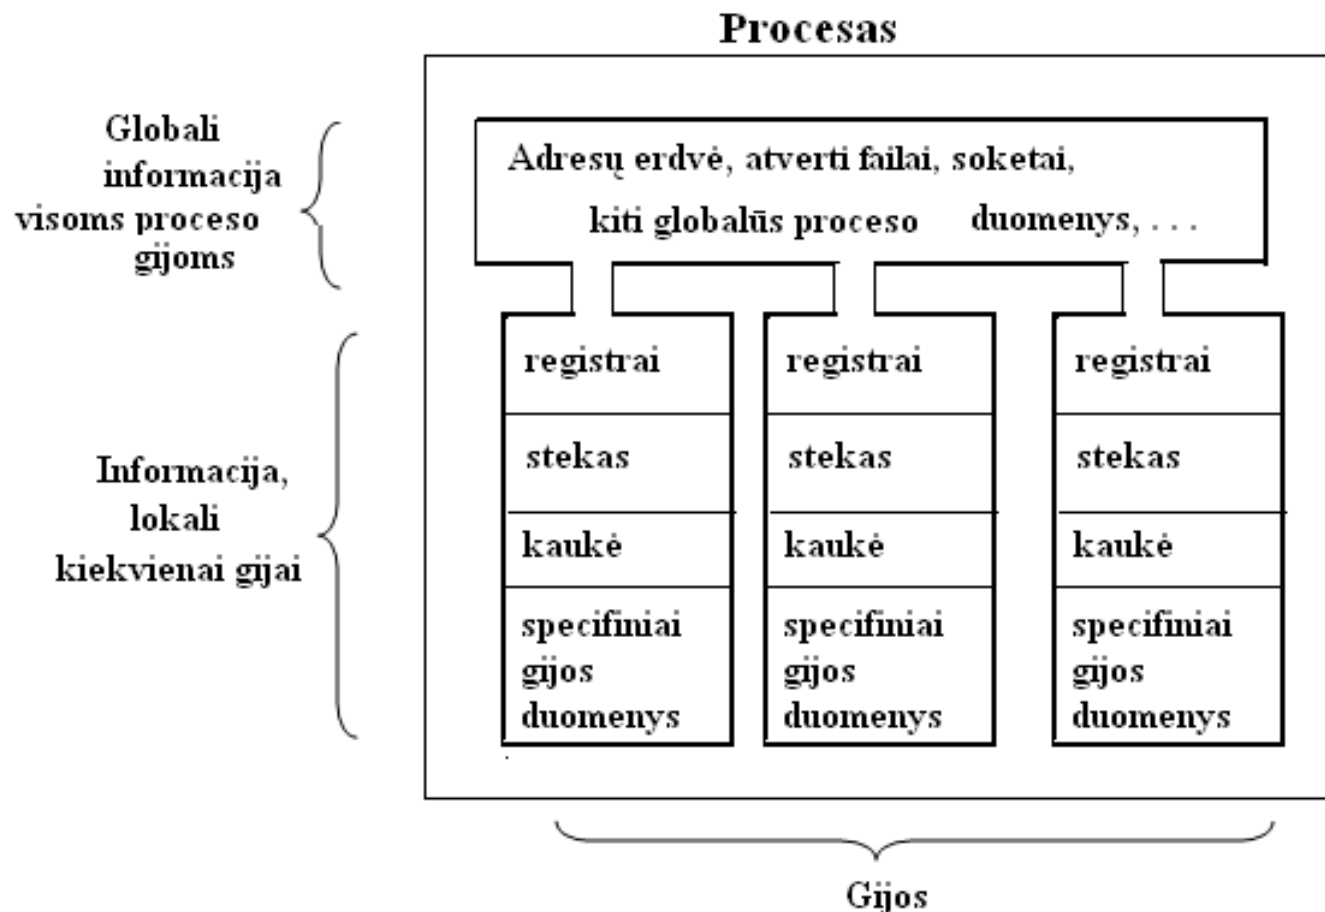 Procesas
Globali
informacija
visoms proceso
gijoms
Adresų erdvė, atverti failai, soketai,
kiti globalūs proceso duomenys, . . .
Informacija,
lokali
kiekvienai gijai
registrai
stekas
kaukė
specifiniai
gijos
duomenys
registrai
stekas
kaukė
specifiniai
gijos
duomenys
registrai
stekas
kaukė
specifiniai
gijos
duomenys
Gijos